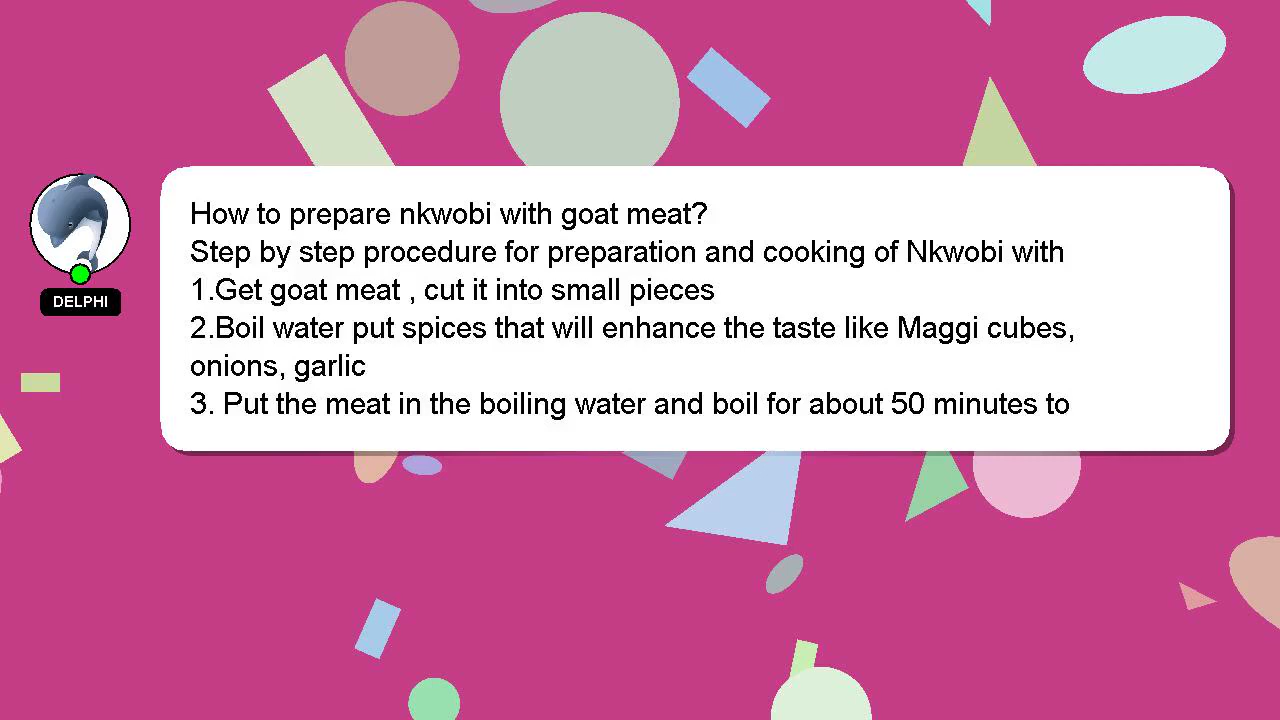 How to prepare nkwobi with goat meat?
Step by step procedure for preparation and cooking of Nkwobi with
1.Get goat meat , cut it into small pieces
2.Boil water put spices that will enhance the taste like Maggi cubes,
onions, garlic
3. Put the meat in the boiling water and boil for about 50 minutes to
DELPHI